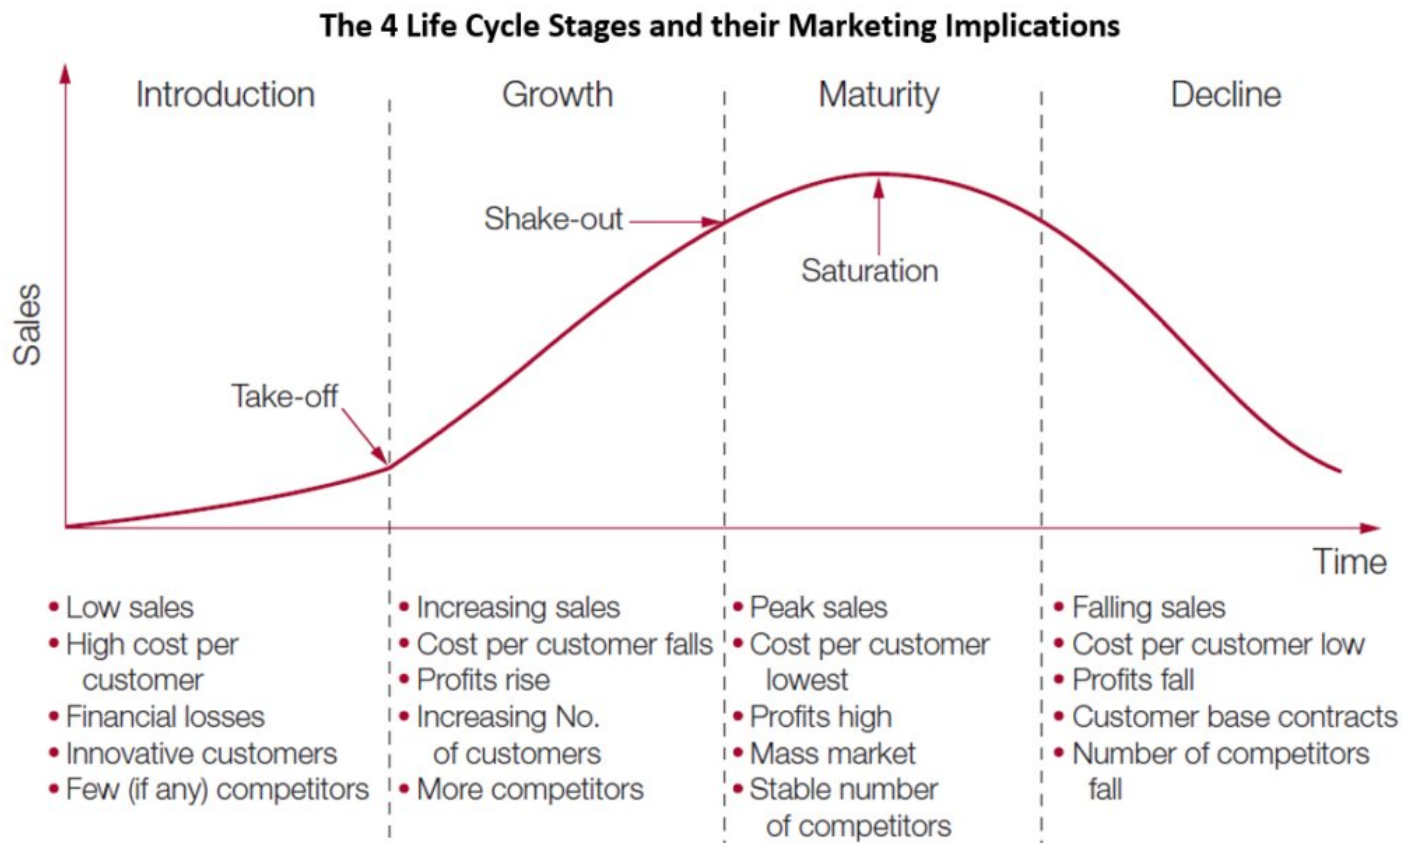 The 4 Life Cycle Stages and their Marketing Implications
Introduction
Growth
Maturity
Decline
Shake-out
Saturation
Take-off
Sales
Time
• Low sales
• High cost per
customer
• Financial losses
• Innovative customers
• Few (if any) competitors
• Increasing sales
• Cost per customer falls
• Profits rise
• Increasing No.
of customers
• More competitors
• Peak sales
• Cost per customer
lowest
• Profits high
• Mass market
• Stable number
of competitors
• Falling sales
• Cost per customer low
• Profits fall
• Customer base contracts
• Number of competitors
fall